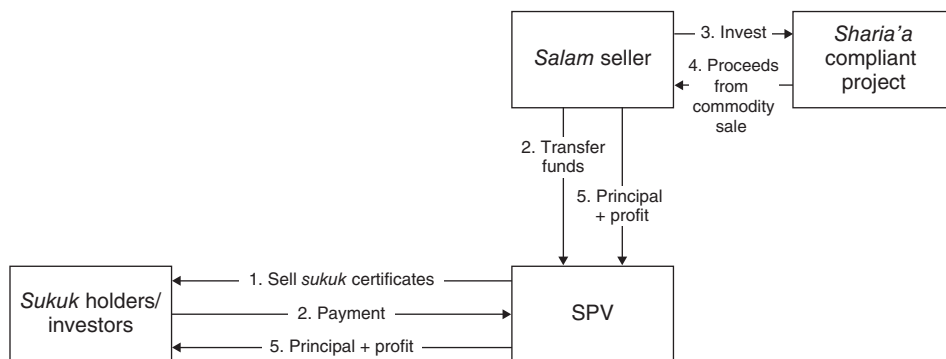 Salam seller
3. Invest
Sharia’a
compliant
project
4. Proceeds
from
commodity
sale
2. Transfer
funds
5. Principal
+ profit
Sukuk holders/
investors
1. Sell sukuk certificates
2. Payment
5. Principal + profit
SPV